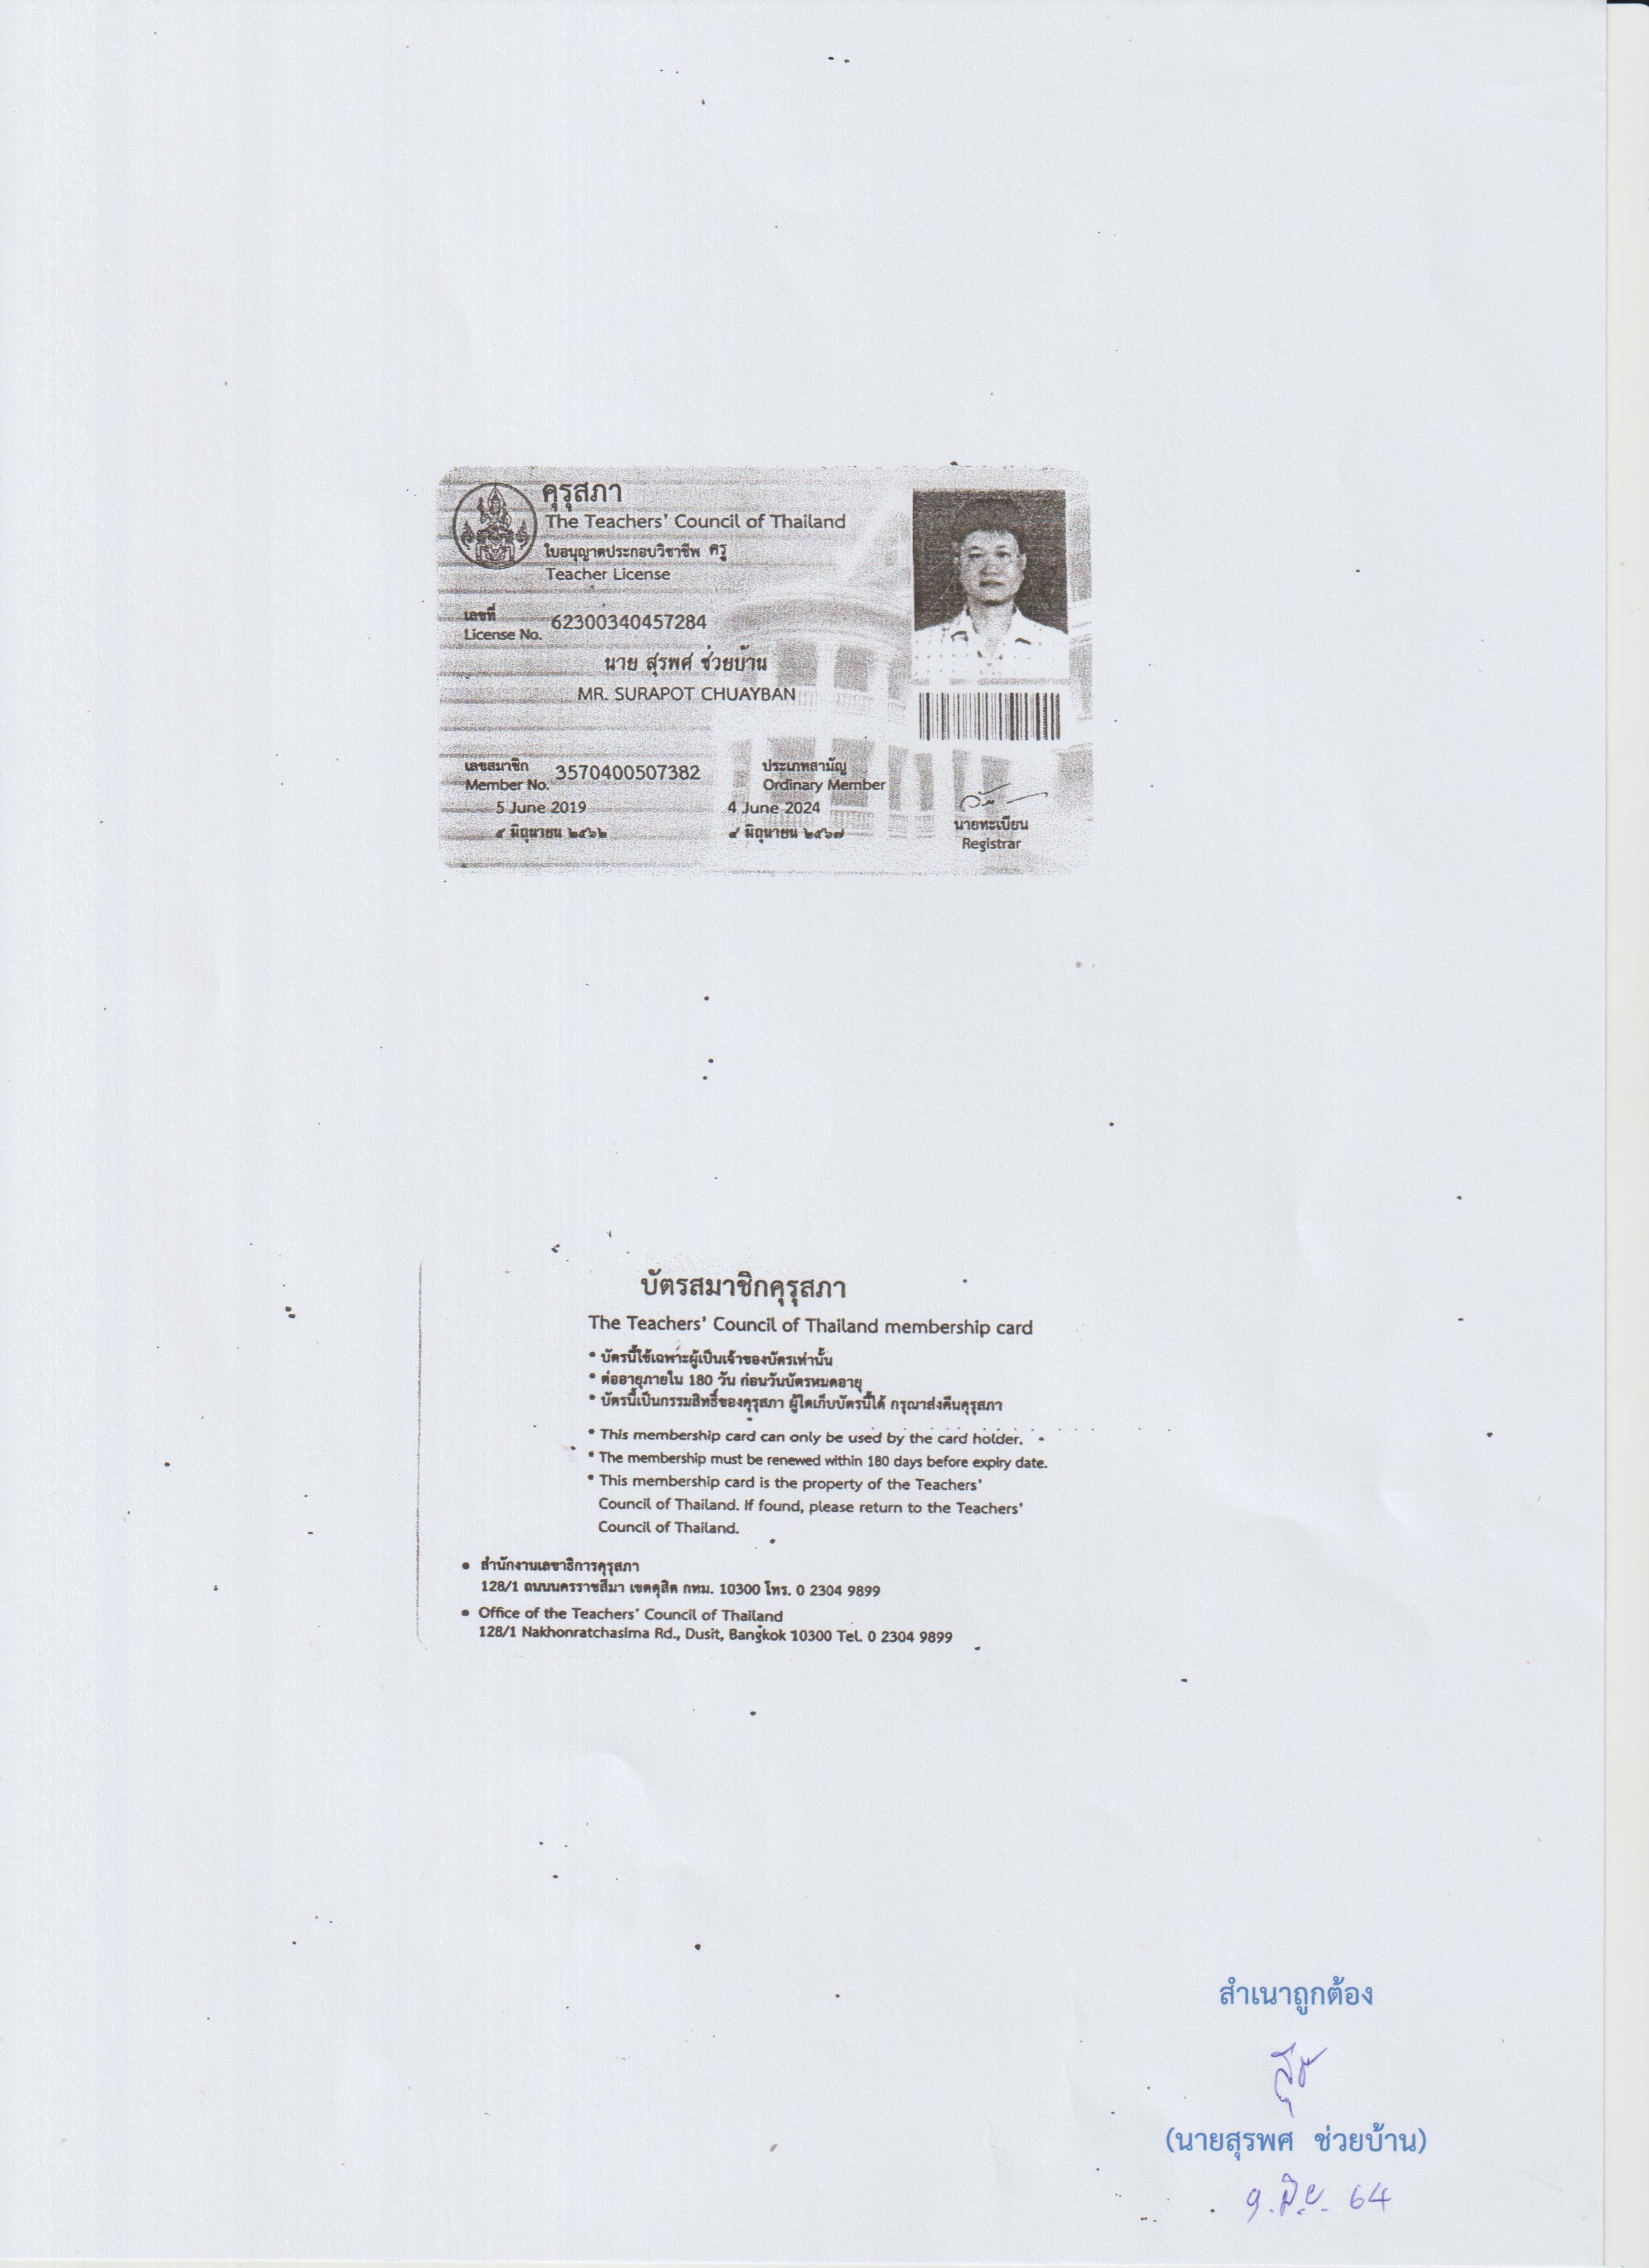 คุรุสภา
The Teachers' Council of Thailand
ใบอนุญาตประกอบวิชาชีพ ครู
Teacher License
เลขที่
License No. 62300340457284
นาย สุรพศ ช่วยบ้าน
MR. SURAPOT CHUAYBAN
เลขสมาชิก ประเภทสามัญ
Member No. 3570400507382 Ordinary Member
5 June 2019 4 June 2024
๕ มิถุนายน ๒๕๖๒ ๔ มิถุนายน ๒๕๖๗
นายทะเบียน
Registrar
บัตรสมาชิกคุรุสภา
The Teachers' Council of Thailand membership card
* บัตรนี้ใช้เฉพาะผู้เป็นเจ้าของบัตรเท่านั้น
* ต่ออายุภายใน 180 วัน ก่อนวันบัตรหมดอายุ
* บัตรนี้เป็นกรรมสิทธิ์ของคุรุสภา ผู้ใดเก็บบัตรนี้ได้ กรุณาส่งคืนคุรุสภา
* This membership card can only be used by the card holder.
* The membership must be renewed within 180 days before expiry date.
* This membership card is the property of the Teachers'
Council of Thailand. If found, please return to the Teachers'
Council of Thailand.
• สำนักงานเลขาธิการคุรุสภา
128/1 ถนนนครราชสีมา เขตดุสิต กทม. 10300 โทร. 0 2304 9899
• Office of the Teachers' Council of Thailand
128/1 Nakhonratchasima Rd., Dusit, Bangkok 10300 Tel. 0 2304 9899
สำเนาถูกต้อง
(นายสุรพศ ช่วยบ้าน)
9 มิ.ย. 64